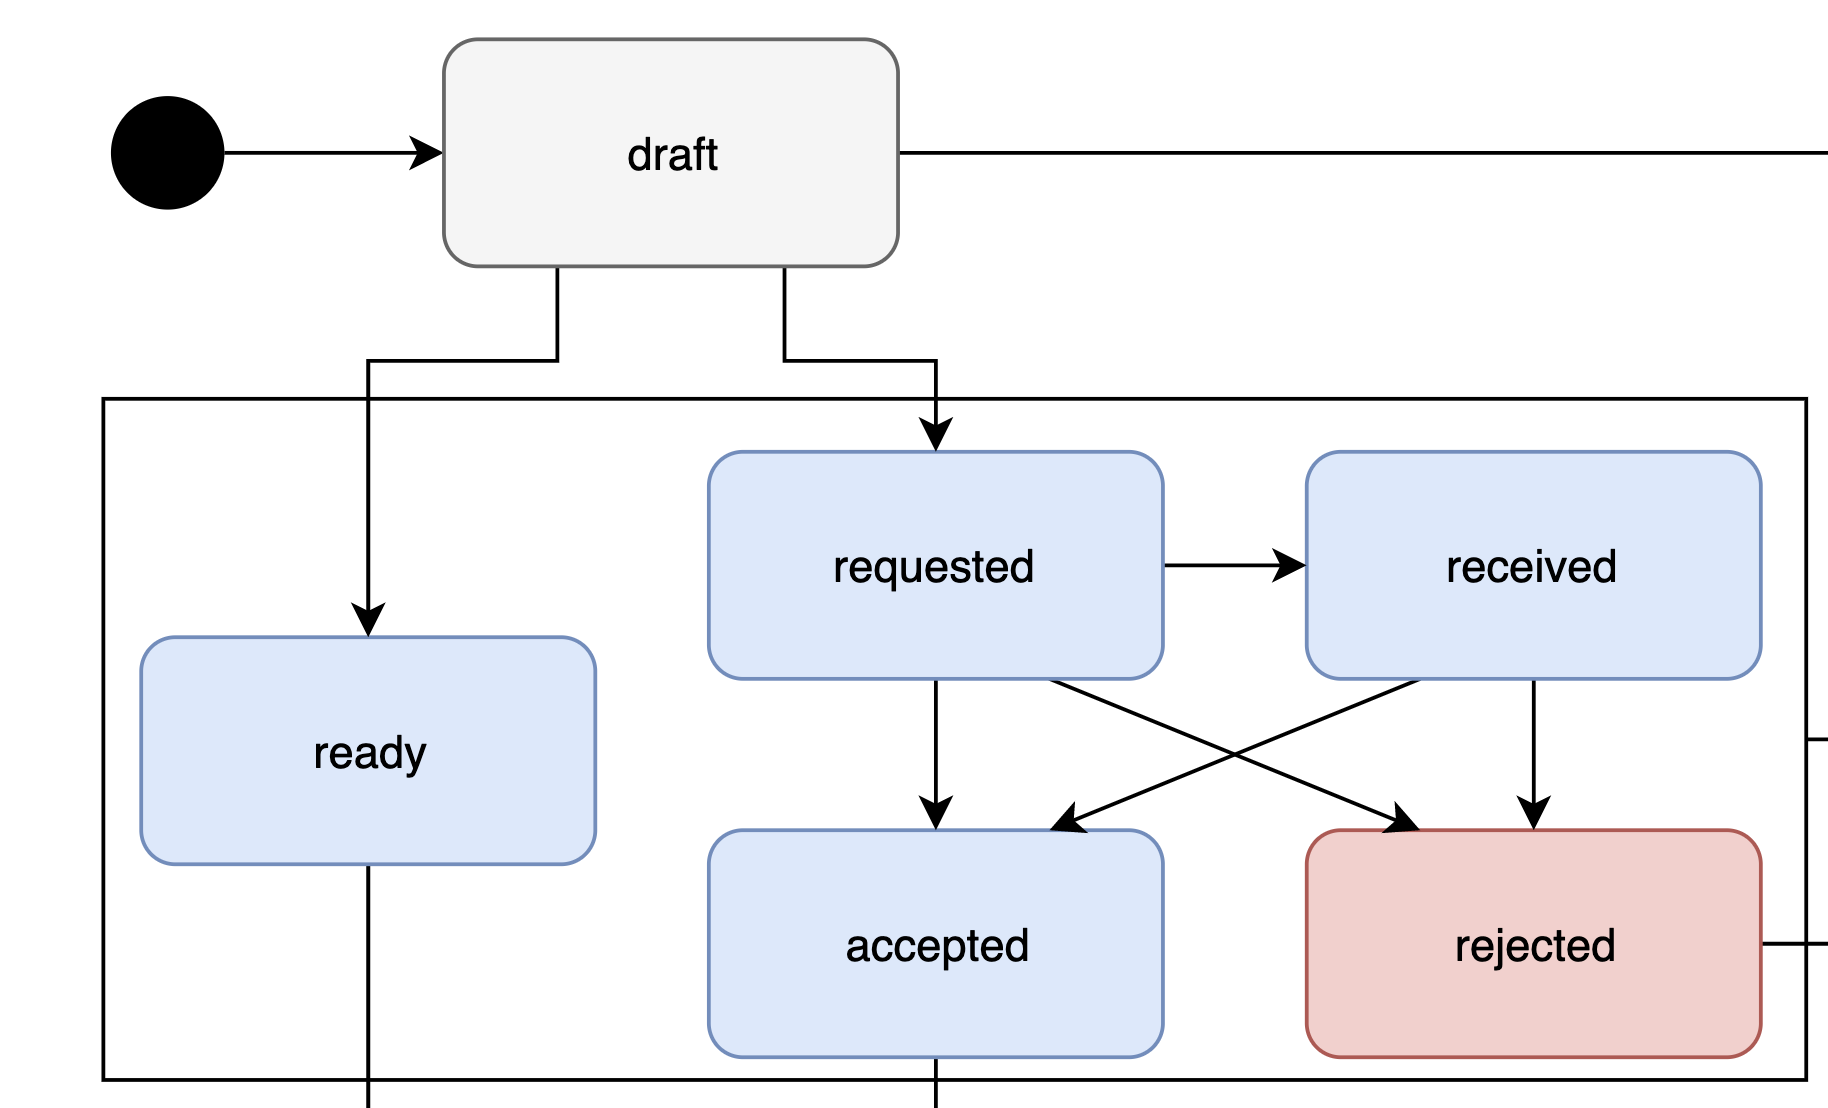 draft
requested
received
ready
accepted
rejected